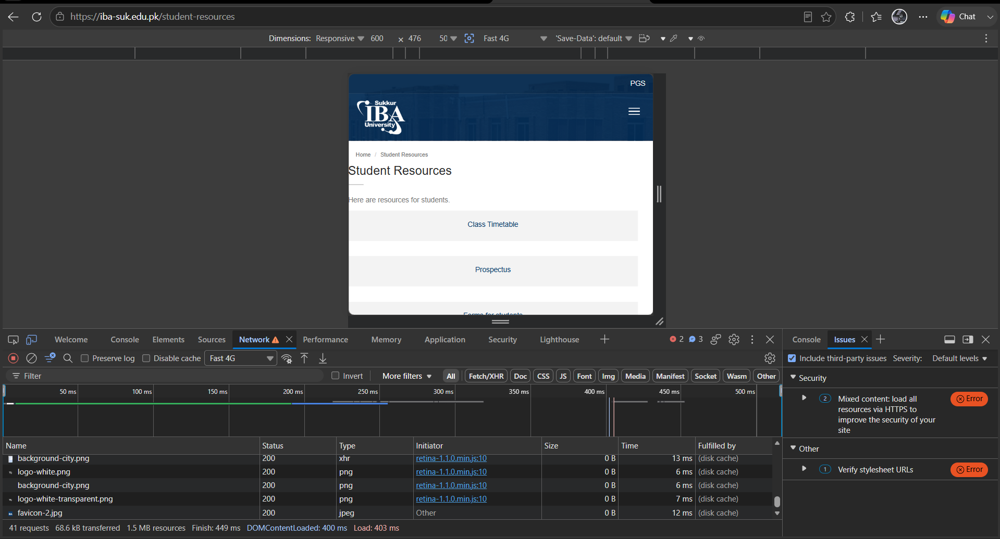 https://iba-suk.edu.pk/student-resources
Chat
Dimensions: Responsive 600 × 476 50 Fast 4G 'Save-Data': default
PGS
Sukkur
IBA
University
Home / Student Resources
Student Resources
Here are resources for students.
Class Timetable
Prospectus
Forms for students
Welcome Console Elements Sources Network Performance Memory Application Security Lighthouse 2 3
Preserve log Disable cache Fast 4G
Filter Invert More filters All Fetch/XHR Doc CSS JS Font Img Media Manifest Socket Wasm Other
50 ms 100 ms 150 ms 200 ms 250 ms 300 ms 350 ms 400 ms 450 ms 500 ms
Name Status Type Initiator Size Time Fulfilled by
background-city.png 200 xhr retina-1.1.0.min.js:10 0 B 13 ms (disk cache)
logo-white.png 200 png retina-1.1.0.min.js:10 0 B 6 ms (disk cache)
background-city.png 200 png retina-1.1.0.min.js:10 0 B 6 ms (disk cache)
logo-white-transparent.png 200 png retina-1.1.0.min.js:10 0 B 7 ms (disk cache)
favicon-2.jpg 200 jpeg Other 0 B 12 ms (disk cache)
41 requests 68.6 kB transferred 1.5 MB resources Finish: 449 ms DOMContentLoaded: 400 ms Load: 403 ms
Console Issues
Include third-party issues Severity: Default levels
Security
2 Mixed content: load all Error
resources via HTTPS to
improve the security of your
site
Other
1 Verify stylesheet URLs Error